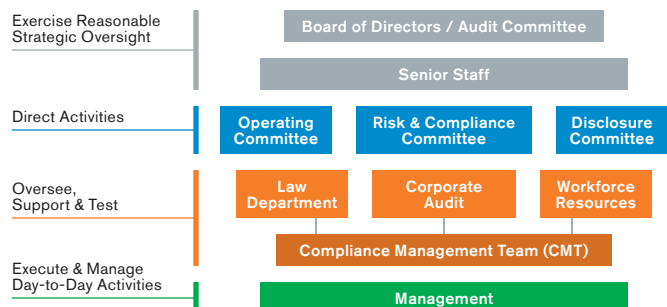 Exercise Reasonable
Strategic Oversight
Board of Directors / Audit Committee
Senior Staff
Direct Activities
Operating
Committee
Risk & Compliance
Committee
Disclosure
Committee
Oversee,
Support & Test
Law
Department
Corporate
Audit
Workforce
Resources
Compliance Management Team (CMT)
Execute & Manage
Day-to-Day Activities
Management